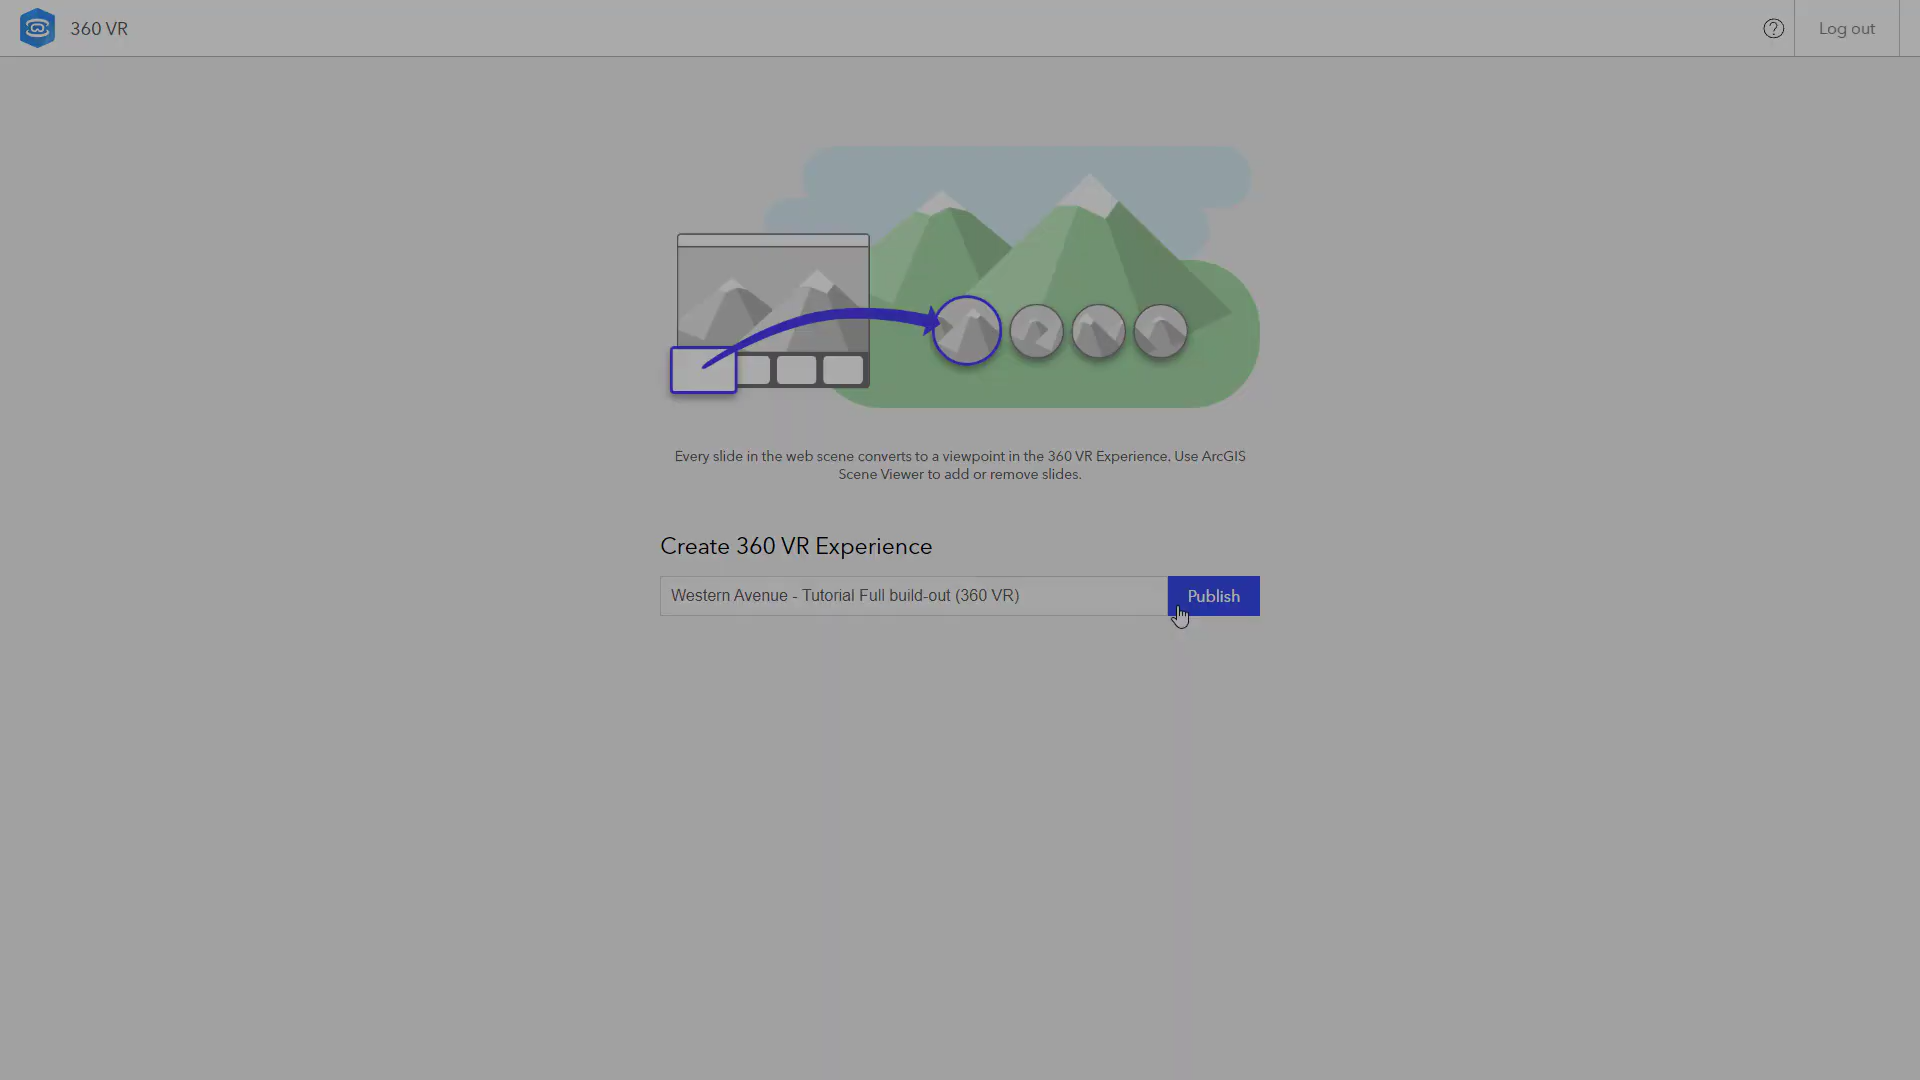 360 VR
Log out
Every slide in the web scene converts to a viewpoint in the 360 VR Experience. Use ArcGIS
Scene Viewer to add or remove slides.
Create 360 VR Experience
Western Avenue - Tutorial Full build-out (360 VR)
Publish